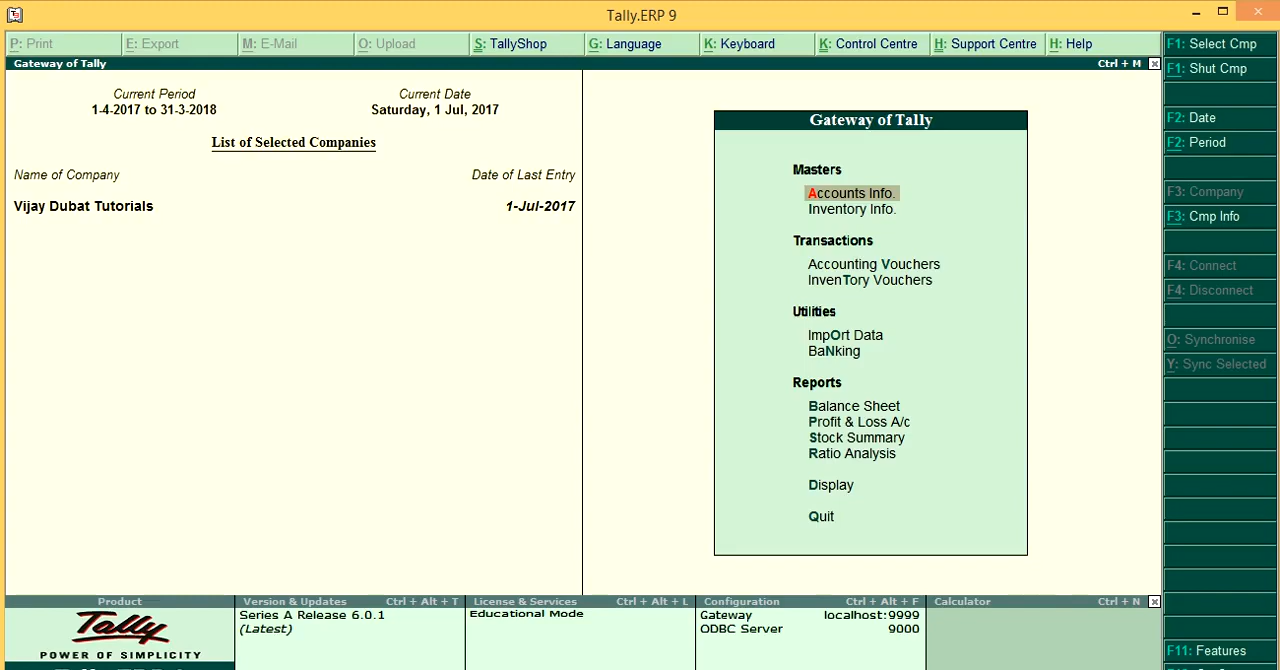 Tally.ERP 9
P: Print
E: Export
M: E-Mail
O: Upload
S: TallyShop
G: Language
K: Keyboard
K: Control Centre
H: Support Centre
H: Help
F1: Select Cmp
F1: Shut Cmp
F2: Date
F2: Period
F3: Company
F3: Cmp Info
F4: Connect
F4: Disconnect
O: Synchronise
Y: Sync Selected
F11: Features
Gateway of Tally
Ctrl + M
Current Period
1-4-2017 to 31-3-2018
Current Date
Saturday, 1 Jul, 2017
List of Selected Companies
Name of Company
Date of Last Entry
Vijay Dubat Tutorials
1-Jul-2017
Gateway of Tally
Masters
Accounts Info.
Inventory Info.
Transactions
Accounting Vouchers
InvenTory Vouchers
Utilities
ImpOrt Data
BaNking
Reports
Balance Sheet
Profit & Loss A/c
Stock Summary
Ratio Analysis
Display
Quit
Product
Tally
POWER OF SIMPLICITY
Version & Updates Ctrl + Alt + T
Series A Release 6.0.1
(Latest)
License & Services Ctrl + Alt + L
Educational Mode
Configuration Ctrl + Alt + F
Gateway localhost:9999
ODBC Server 9000
Calculator Ctrl + N